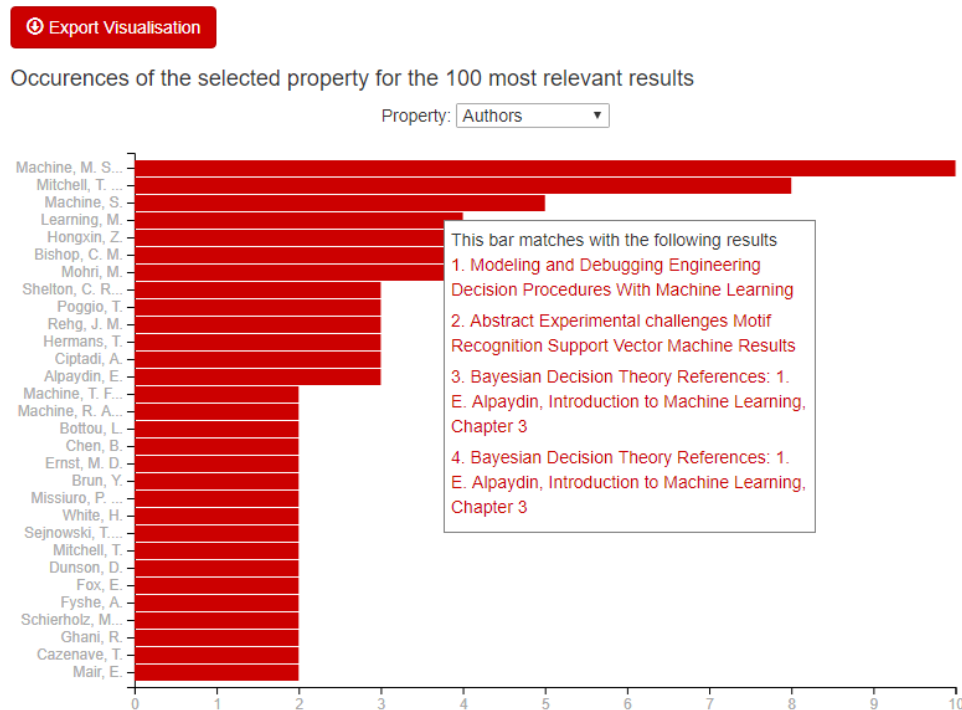 Export Visualisation
Occurences of the selected property for the 100 most relevant results
Property: Authors
Machine, M. S...
Mitchell, T. ...
Machine, S.
Learning, M.
Hongxin, Z.
Bishop, C. M.
Mohri, M.
Shelton, C. R...
Poggio, T.
Rehg, J. M.
Hermans, T.
Ciptadi, A.
Alpaydin, E.
Machine, T. F...
Machine, R. A...
Bottou, L.
Chen, B.
Ernst, M. D.
Brun, Y.
Missiuro, P. ...
White, H.
Sejnowski, T....
Mitchell, T.
Dunson, D.
Fox, E.
Fyshe, A.
Schierholz, M...
Ghani, R.
Cazenave, T.
Mair, E.
This bar matches with the following results
1. Modeling and Debugging Engineering
Decision Procedures With Machine Learning
2. Abstract Experimental challenges Motif
Recognition Support Vector Machine Results
3. Bayesian Decision Theory References: 1.
E. Alpaydin, Introduction to Machine Learning,
Chapter 3
4. Bayesian Decision Theory References: 1.
E. Alpaydin, Introduction to Machine Learning,
Chapter 3
0 1 2 3 4 5 6 7 8 9 10